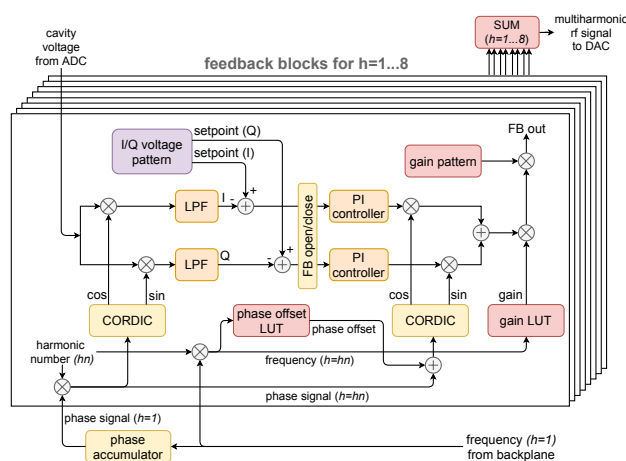 cavity
voltage
from ADC
feedback blocks for h=1...8
SUM
(h=1...8)
multiharmonic
rf signal
to DAC
I/Q voltage
pattern
setpoint (Q)
setpoint (I)
FB out
gain pattern
LPF
I
-
+
FB open/close
PI
controller
LPF
Q
-
+
PI
controller
cos
sin
cos
sin
gain
CORDIC
phase offset
LUT
phase offset
CORDIC
gain LUT
harmonic
number (hn)
frequency (h=hn)
phase signal (h=hn)
phase signal (h=1)
phase
accumulator
frequency (h=1)
from backplane